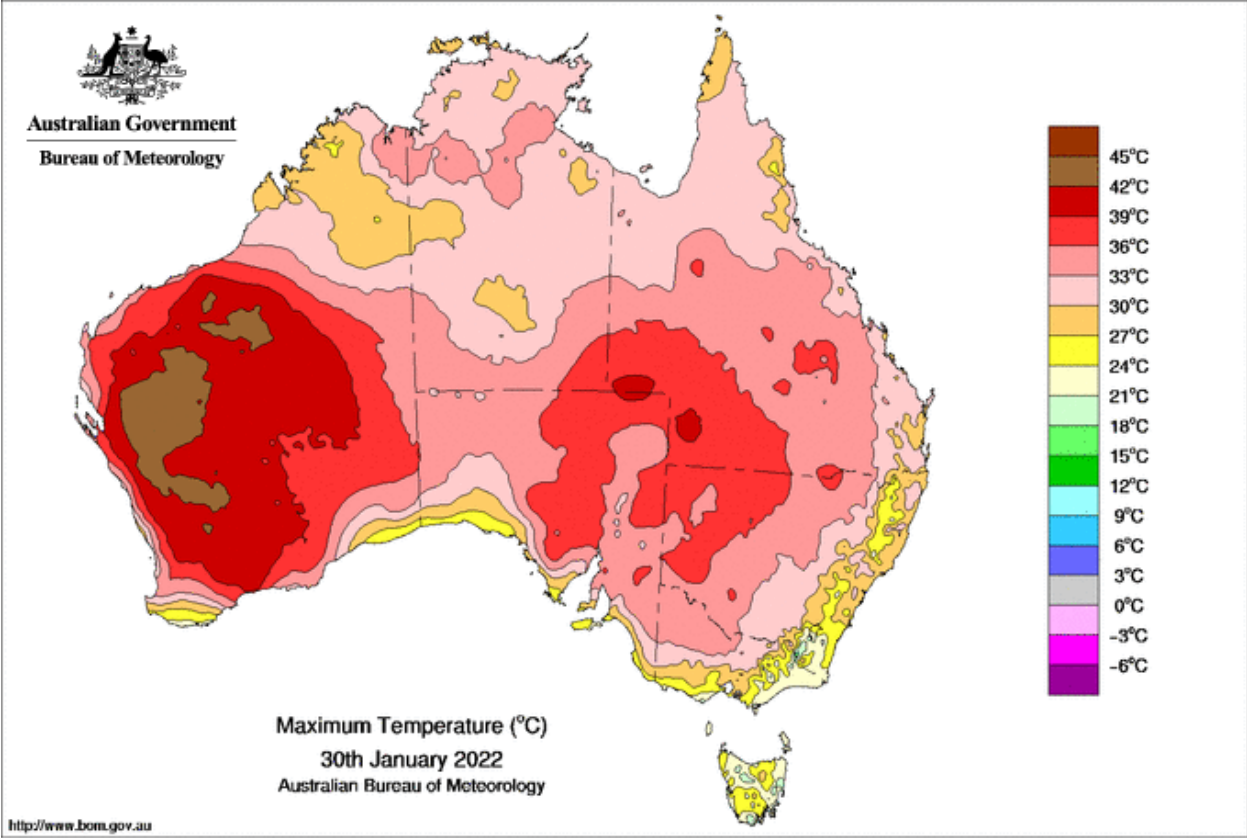 Australian Government
Bureau of Meteorology
45°C
42°C
39°C
36°C
33°C
30°C
27°C
24°C
21°C
18°C
15°C
12°C
9°C
6°C
3°C
0°C
-3°C
-6°C
Maximum Temperature (°C)
30th January 2022
Australian Bureau of Meteorology
http://www.bom.gov.au